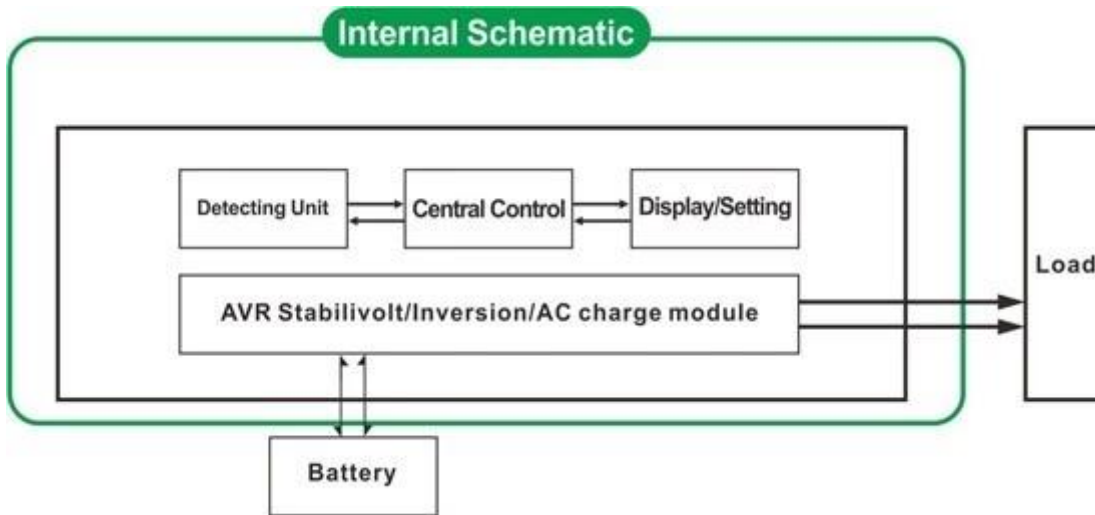 Internal Schematic
Detecting Unit
Central Control
Display/Setting
Load
AVR Stabilivolt/Inversion/AC charge module
Battery